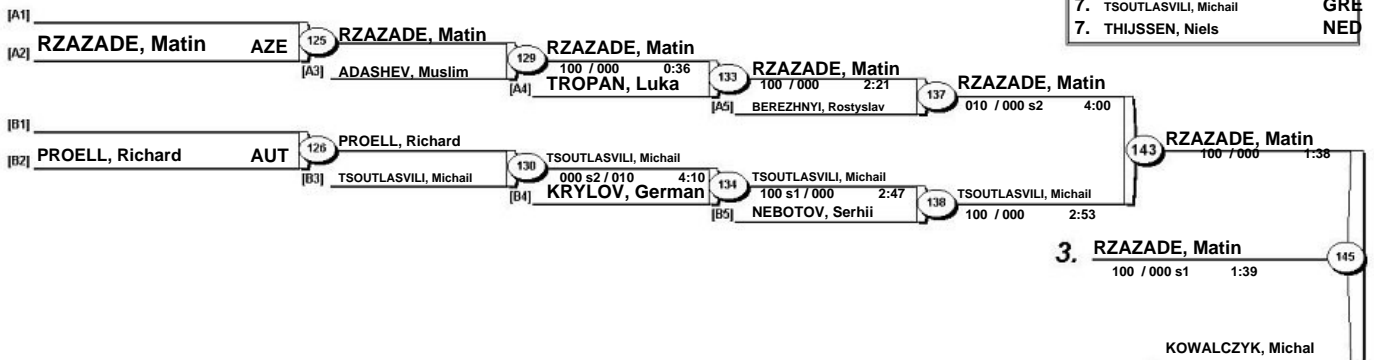 7. TSOUTLASVILI, Michail GRE
7. THIJSSEN, Niels NED
[A1]
[A2] RZAZADE, Matin AZE
125
RZAZADE, Matin
[A3] ADASHEV, Muslim
129
RZAZADE, Matin
100 / 000 0:36
[A4] TROPAN, Luka
133
RZAZADE, Matin
100 / 000 2:21
[A5] BEREZHNYI, Rostyslav
137
RZAZADE, Matin
010 / 000 s2 4:00
[B1]
[B2] PROELL, Richard AUT
126
PROELL, Richard
[B3] TSOUTLASVILI, Michail
130
TSOUTLASVILI, Michail
000 s2 / 010 4:10
[B4] KRYLOV, German
134
TSOUTLASVILI, Michail
100 s1 / 000 2:47
[B5] NEBOTOV, Serhii
138
TSOUTLASVILI, Michail
100 / 000 2:53
143
RZAZADE, Matin
100 / 000 1:38
3. RZAZADE, Matin
100 / 000 s1 1:39
145
KOWALCZYK, Michal